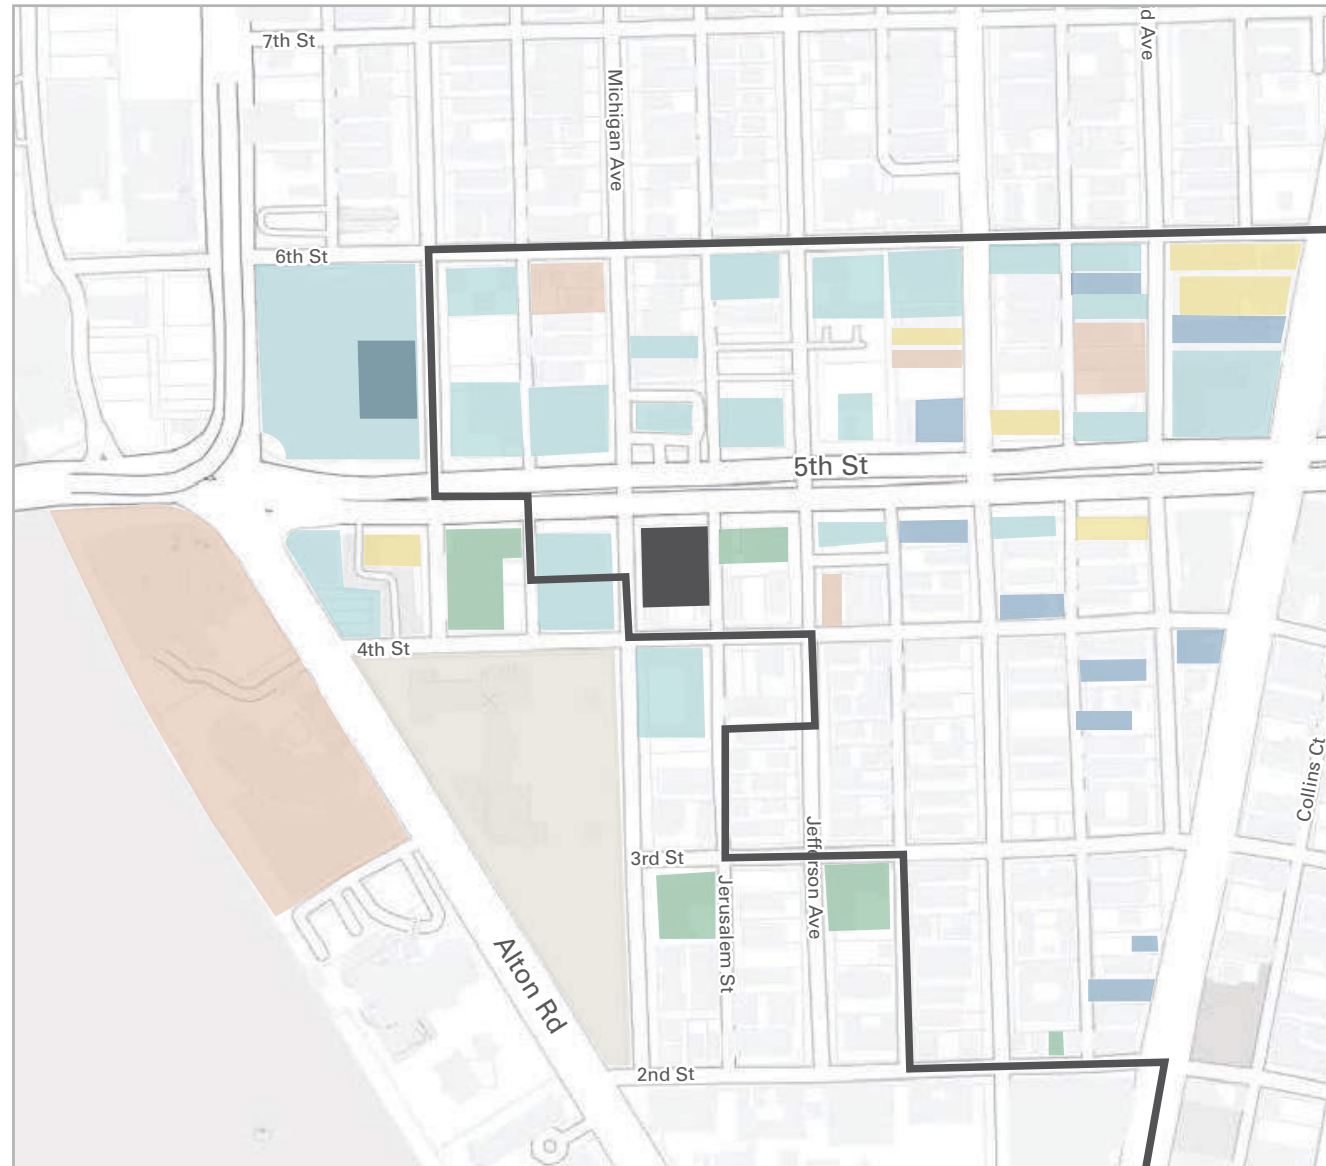 7th St
Michigan Ave
d Ave
6th St
5th St
4th St
3rd St
Jefferson Ave
Jerusalem St
Collins Ct
Alton Rd
2nd St